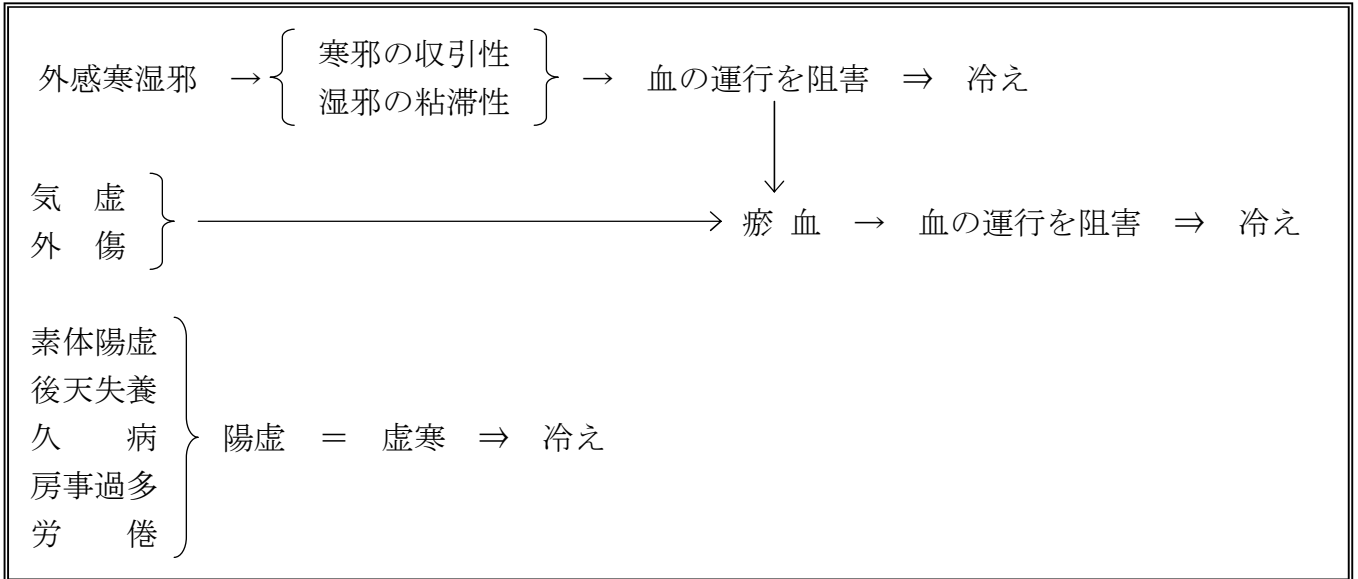 外感寒湿邪 → 寒邪の収引性 → 血の運行を阻害 ⇒ 冷え
湿邪の粘滞性
気 虚
外 傷
瘀 血 → 血の運行を阻害 ⇒ 冷え
素体陽虚
後天失養
久 病
房事過多
労 倦
陽虚 = 虚寒 ⇒ 冷え